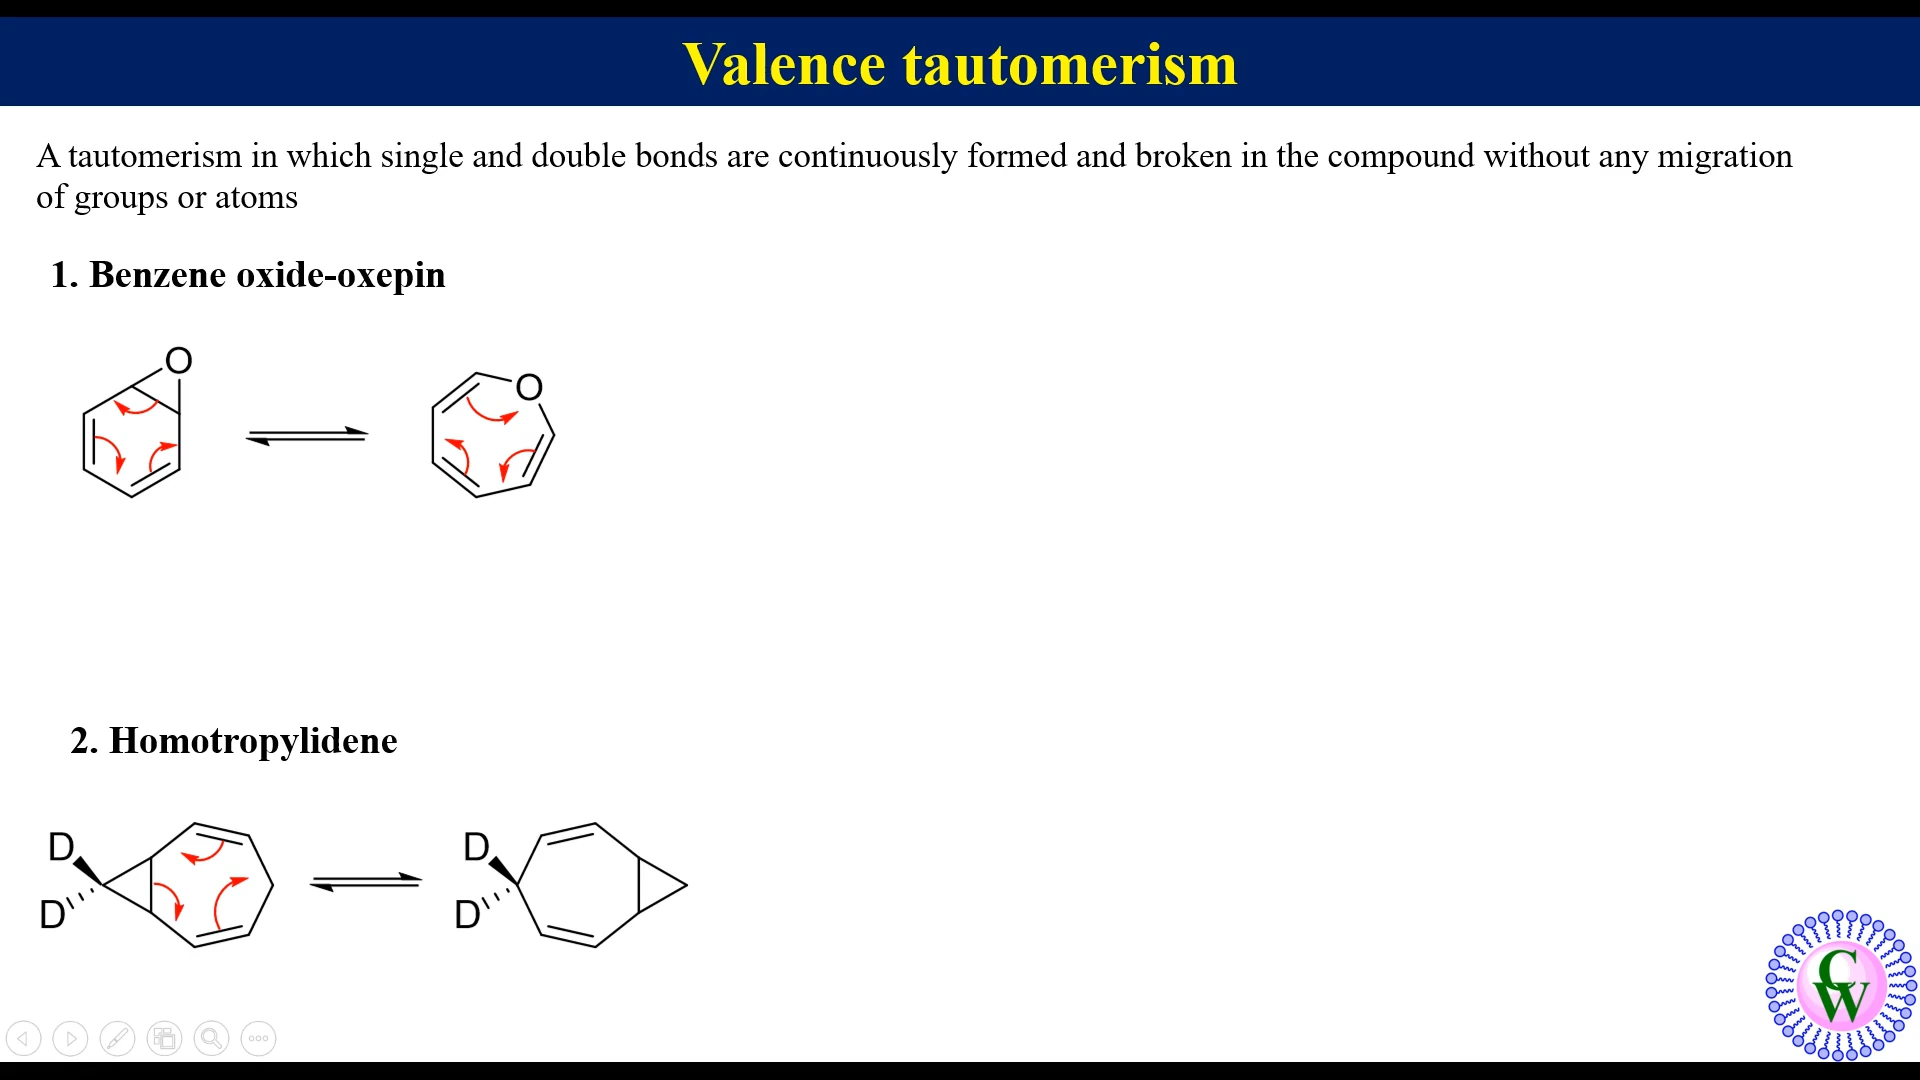 Valence tautomerism
A tautomerism in which single and double bonds are continuously formed and broken in the compound without any migration
of groups or atoms
1. Benzene oxide-oxepin
O
O
2. Homotropylidene
D
D
D
D
CW